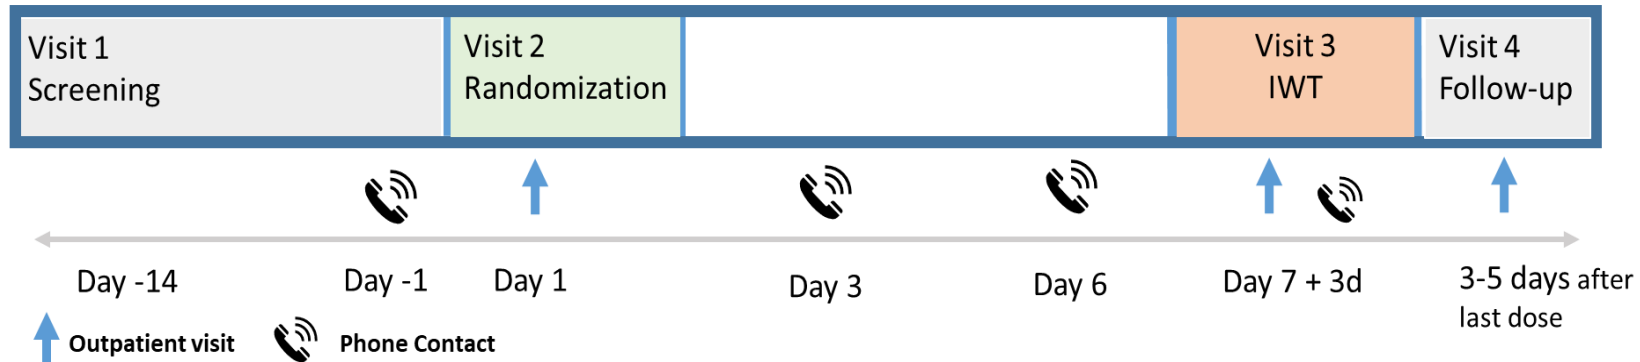 Visit 1
Screening
Visit 2
Randomization
Visit 3
IWT
Visit 4
Follow-up
Day -14
Day -1
Day 1
Day 3
Day 6
Day 7 + 3d
3-5 days after
last dose
Outpatient visit
Phone Contact